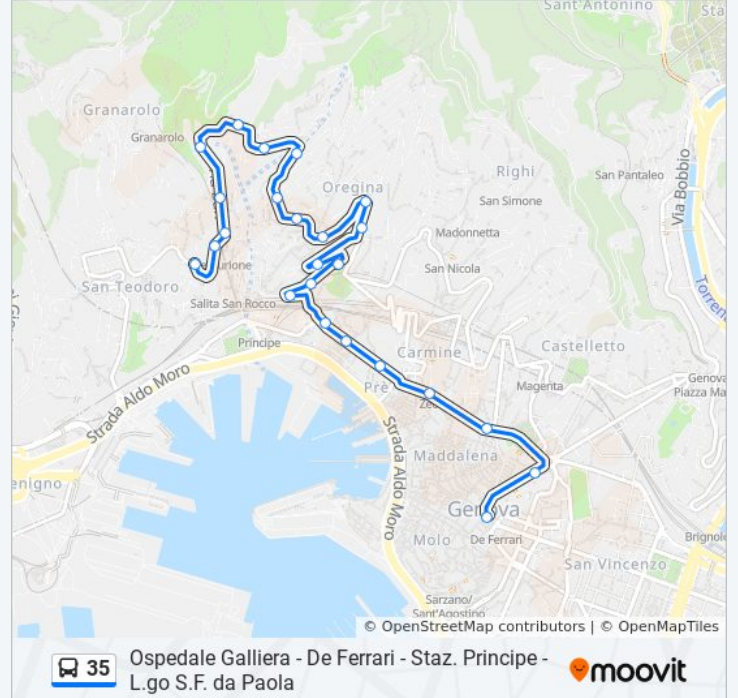 Sant'Antonino
Sta
Granarolo
Granarolo
Righi
San Pantaleo
Via Bobbio
Oregina
San Simone
Madonnetta
San Nicola
San Teodoro
Salita San Rocco
Torren
Principe
Carmine
Castelletto
Strada Aldo Moro
Magenta
Genova
Piazza Ma
Pré
Strada Aldo Moro
Maddalena
enigno
Genova
De Ferrari
Molo
Brignole
San Vincenzo
Sarzano/
Sant'Agostino
© OpenStreetMap contributors | © OpenMapTiles
35
Ospedale Galliera - De Ferrari - Staz. Principe -
L.go S.F. da Paola
moovit